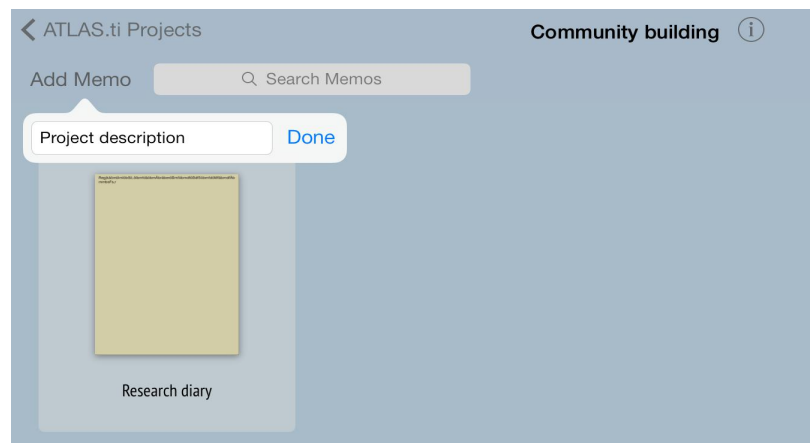 ATLAS.ti Projects
Community building
Add Memo
Search Memos
Project description
Done
Research diary